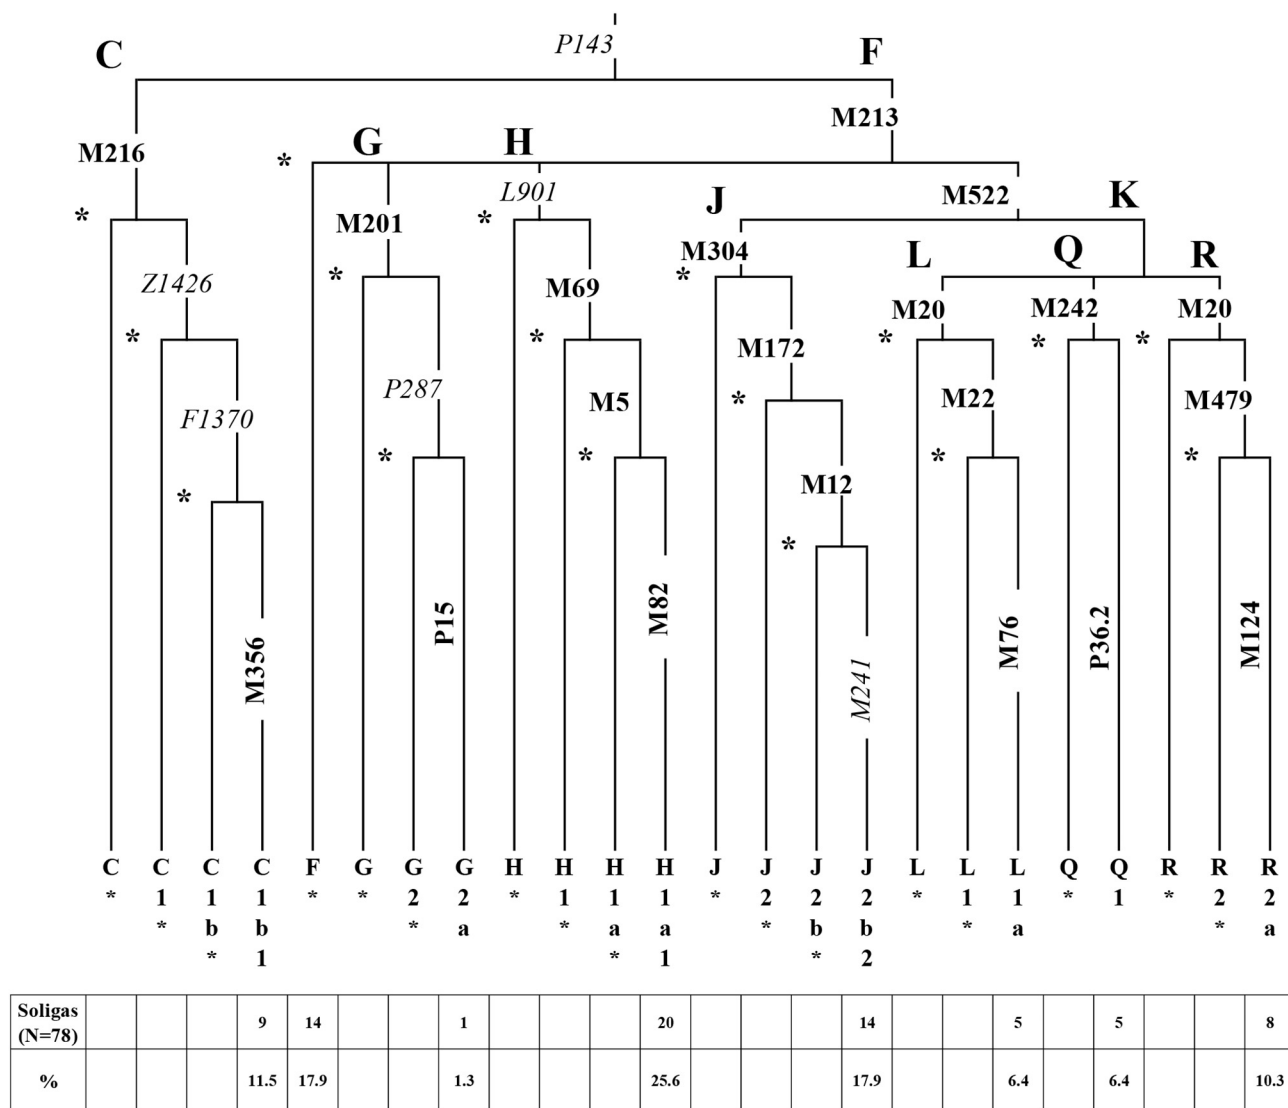 P143
C F
M213
G H
M216
*
L901
M522 K
J
*
*
M201
M304
L Q R
Z1426
*
M69
*
M20 M242 M20
*
*
M172
*
*
*
P287
M5
*
M22
M479
F1370
*
*
*
*
M12
*
*
P15
M82
M356
M76
P36.2
M124
M241
C C C C F G G G H H H H J J J J L L L Q Q R R R
* 1 1 1 * * 2 2 * 1 1 1 * 2 2 2 * 1 1 * 1 * 2 2
* b b * a * a a * b b * a * a
* 1 * 1 * 2
Soligas
(N=78) 9 14 1 20 14 5 5 8
% 11.5 17.9 1.3 25.6 17.9 6.4 6.4 10.3